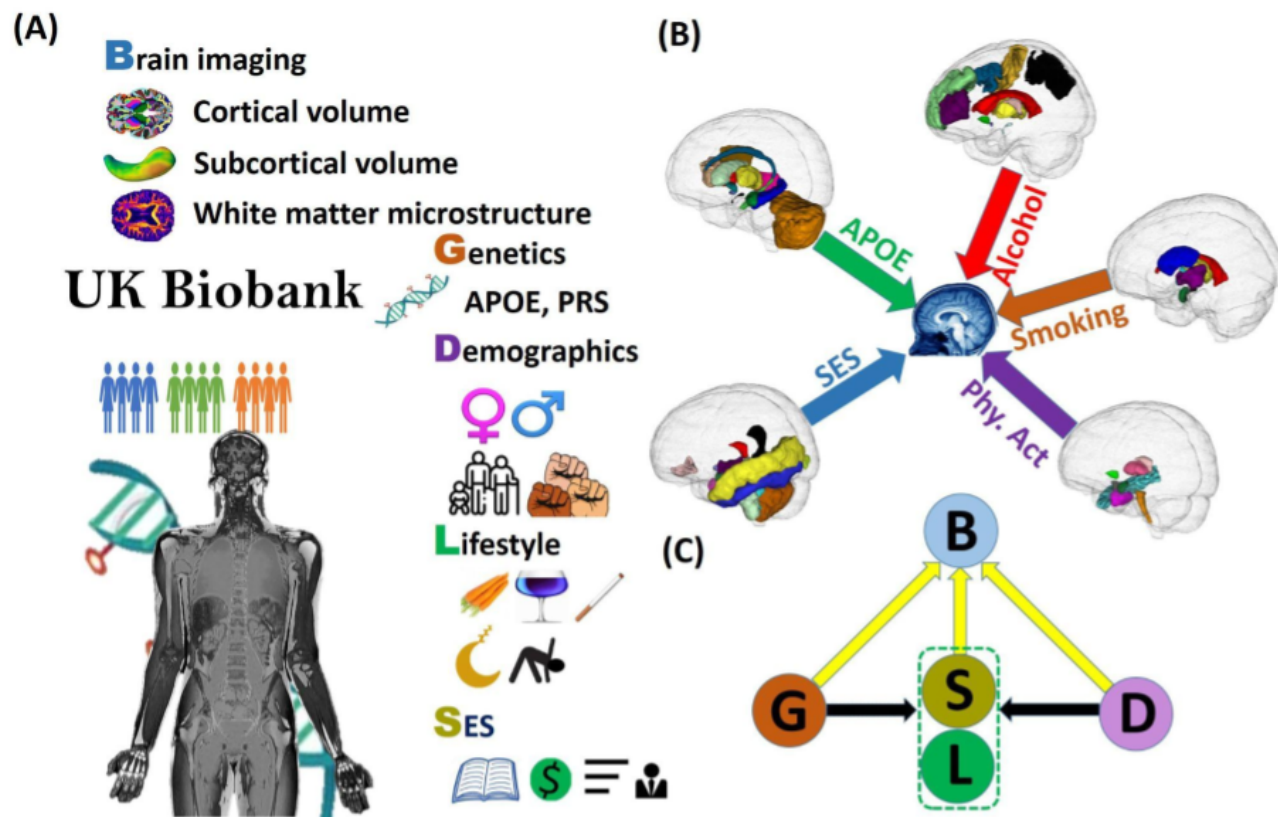 (A)
Brain imaging
Cortical volume
Subcortical volume
White matter microstructure
Genetics
UK Biobank
APOE, PRS
Demographics
Lifestyle
SES
$
(B)
APOE
Alcohol
Smoking
SES
Phy. Act
(C)
B
G
S
D
L